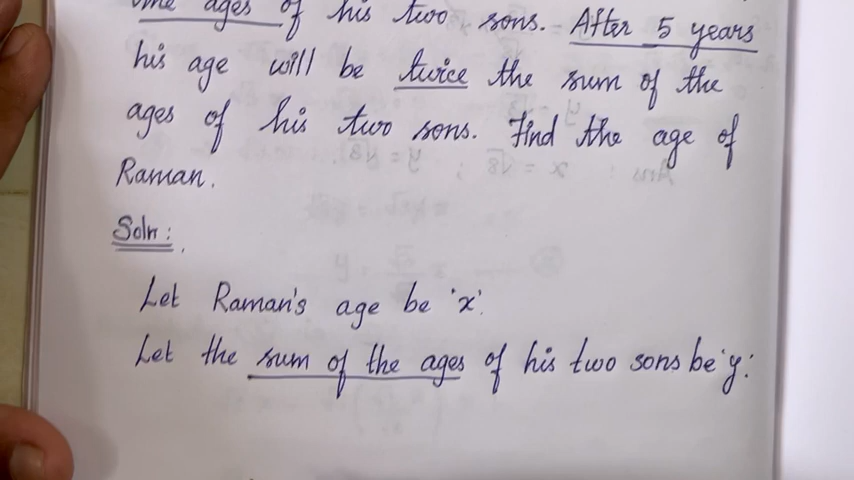 the ages of his two sons. After 5 years
his age will be twice the sum of the
ages of his two sons. Find the age of
Raman.
Soln:
Let Raman's age be 'x'.
Let the sum of the ages of his two sons be 'y'.